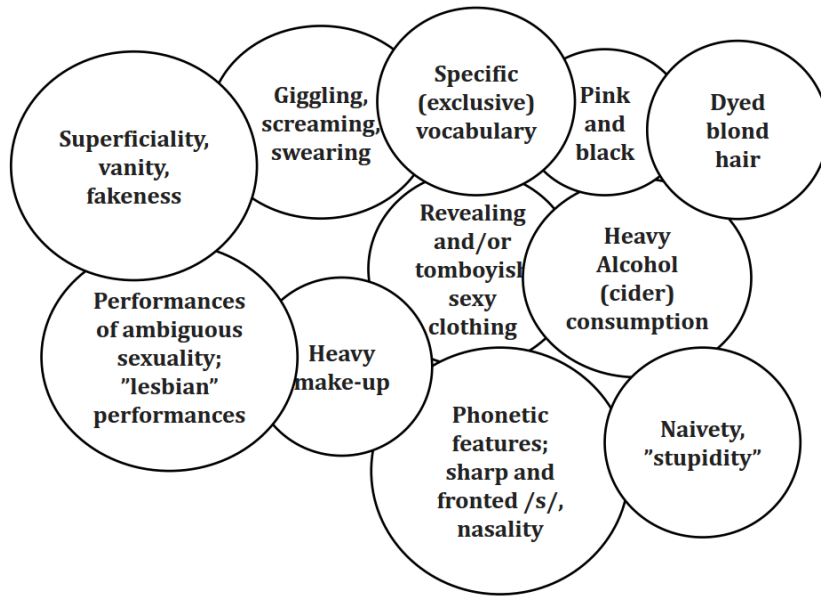 Superficiality,
vanity,
fakeness
Giggling,
screaming,
swearing
Specific
(exclusive)
vocabulary
Pink
and
black
Dyed
blond
hair
Performances
of ambiguous
sexuality;
”lesbian”
performances
Heavy
make-up
Revealing
and/or
tomboyish
sexy
clothing
Heavy
Alcohol
(cider)
consumption
Phonetic
features;
sharp and
fronted /s/,
nasality
Naivety,
”stupidity”